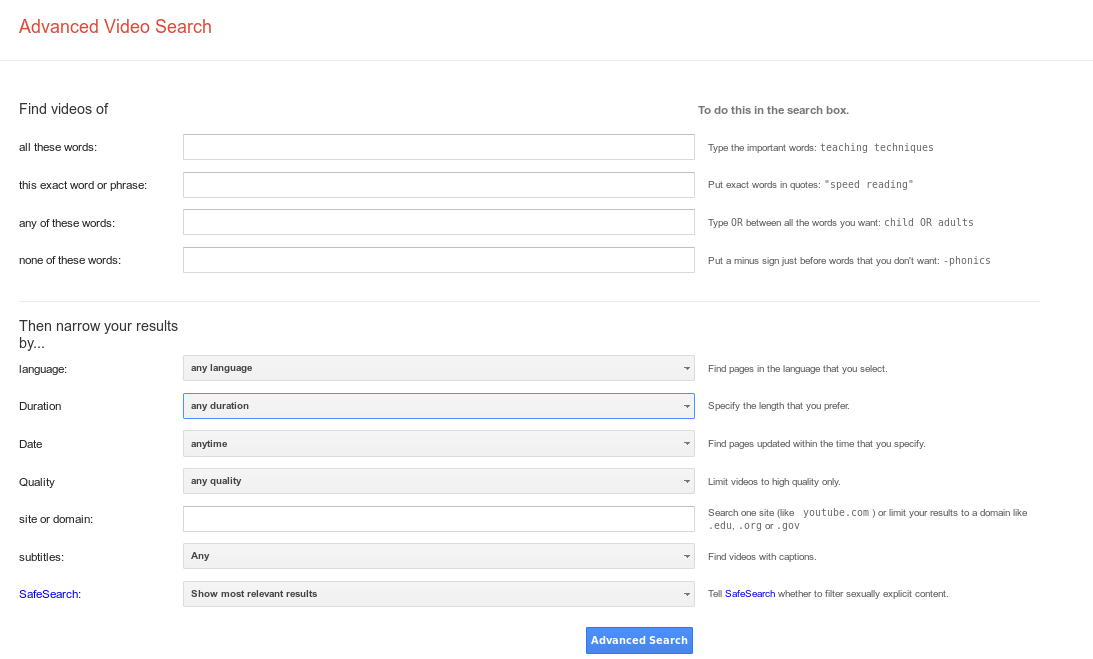 Advanced Video Search
Find videos of To do this in the search box.
all these words: Type the important words: teaching techniques
this exact word or phrase: Put exact words in quotes: "speed reading"
any of these words: Type OR between all the words you want: child OR adults
none of these words: Put a minus sign just before words that you don't want: -phonics
Then narrow your results
by...
language: any language Find pages in the language that you select.
Duration any duration Specify the length that you prefer.
Date anytime Find pages updated within the time that you specify.
Quality any quality Limit videos to high quality only.
site or domain: Search one site (like youtube.com ) or limit your results to a domain like
.edu, .org or .gov
subtitles: Any Find videos with captions.
SafeSearch: Show most relevant results Tell SafeSearch whether to filter sexually explicit content.
Advanced Search